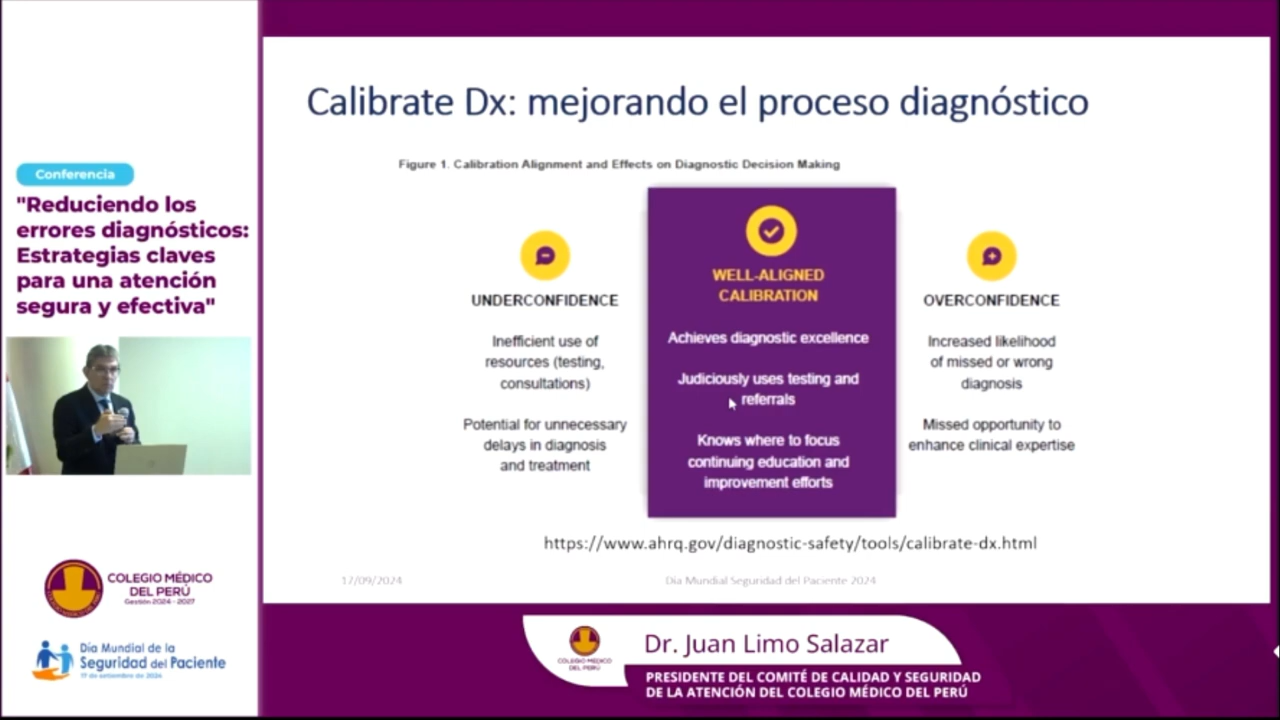 Conferencia
"Reduciendo los
errores diagnósticos:
Estrategias claves
para una atención
segura y efectiva"
COLEGIO MÉDICO
DEL PERÚ
Gestión 2024 - 2027
Día Mundial de la
Seguridad del Paciente
17 de setiembre de 2024
Calibrate Dx: mejorando el proceso diagnóstico
Figure 1. Calibration Alignment and Effects on Diagnostic Decision Making
UNDERCONFIDENCE
Inefficient use of
resources (testing,
consultations)
Potential for unnecessary
delays in diagnosis
and treatment
WELL-ALIGNED
CALIBRATION
Achieves diagnostic excellence
Judiciously uses testing and
referrals
Knows where to focus
continuing education and
improvement efforts
OVERCONFIDENCE
Increased likelihood
of missed or wrong
diagnosis
Missed opportunity to
enhance clinical expertise
https://www.ahrq.gov/diagnostic-safety/tools/calibrate-dx.html
17/09/2024
Día Mundial Seguridad del Paciente 2024
COLEGIO MÉDICO
DEL PERÚ
Dr. Juan Limo Salazar
PRESIDENTE DEL COMITÉ DE CALIDAD Y SEGURIDAD
DE LA ATENCIÓN DEL COLEGIO MÉDICO DEL PERÚ